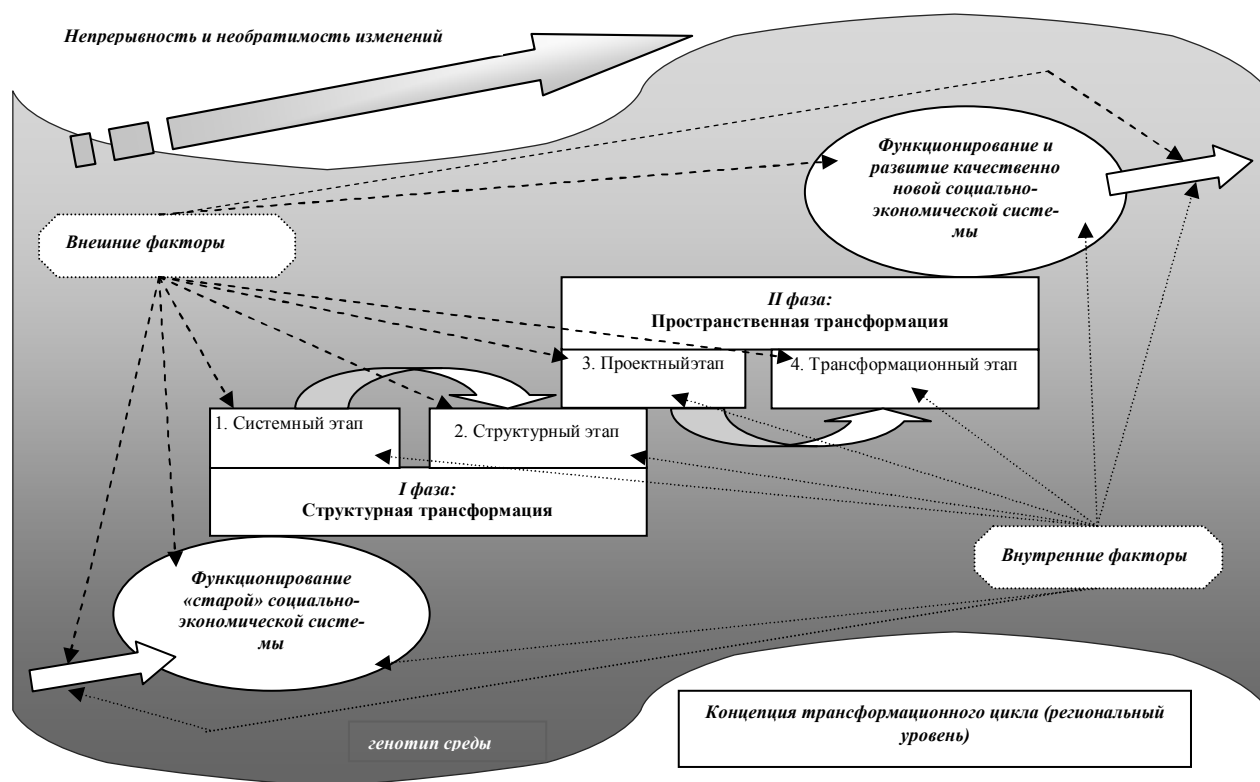 Непрерывность и необратимость изменений
Функционирование и
развитие качественно
новой социально-
экономической систе-
мы
Внешние факторы
II фаза:
Пространственная трансформация
3. Проектныйэтап
4. Трансформационный этап
1. Системный этап
2. Структурный этап
I фаза:
Структурная трансформация
Внутренние факторы
Функционирование
«старой» социально-
экономической систе-
мы
Концепция трансформационного цикла (региональный
уровень)
генотип среды